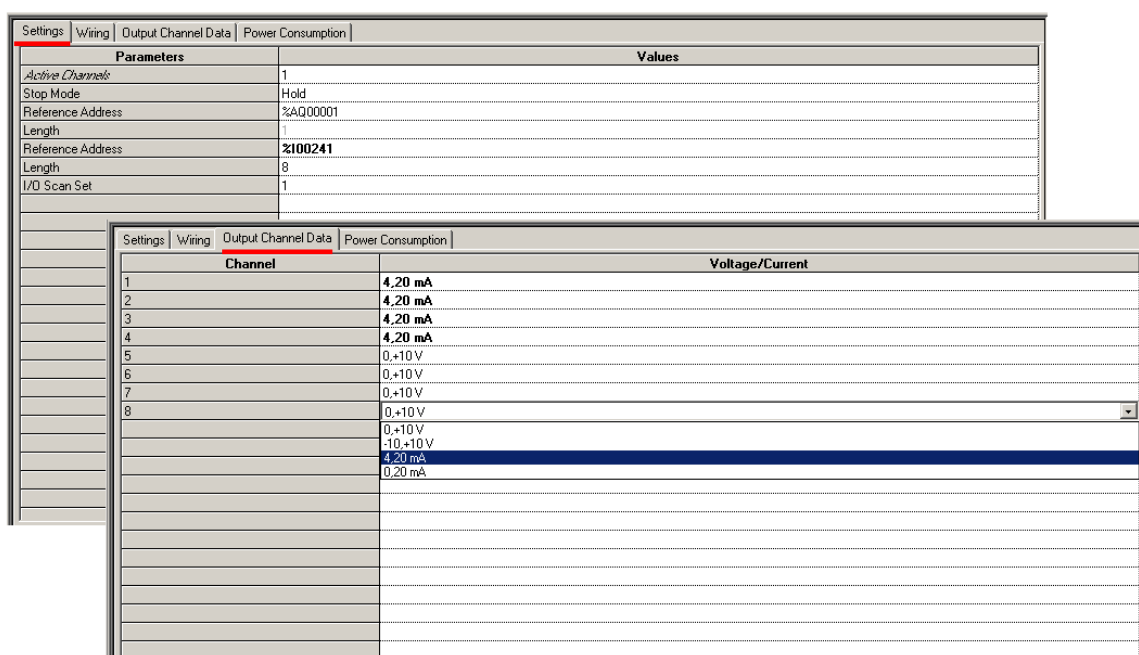 Settings Wiring Output Channel Data Power Consumption
Parameters Values
Active Channels 1
Stop Mode Hold
Reference Address %AQ00001
Length 1
Reference Address %I00241
Length 8
I/O Scan Set 1
Settings Wiring Output Channel Data Power Consumption
Channel Voltage/Current
1 4,20 mA
2 4,20 mA
3 4,20 mA
4 4,20 mA
5 0,+10 V
6 0,+10 V
7 0,+10 V
8 0,+10 V
0,+10 V
-10,+10 V
4,20 mA
0,20 mA